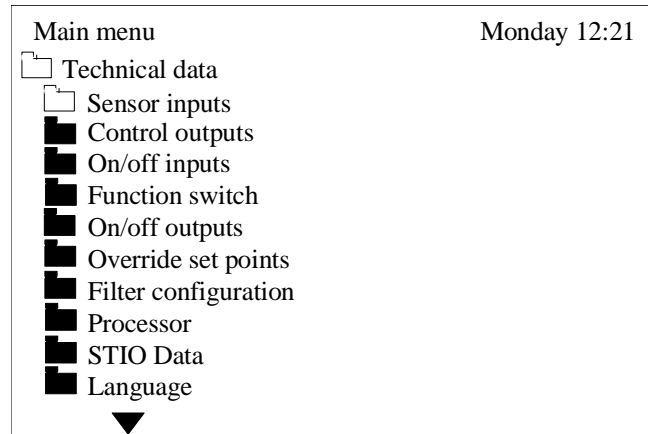 Main menu Monday 12:21
Technical data
Sensor inputs
Control outputs
On/off inputs
Function switch
On/off outputs
Override set points
Filter configuration
Processor
STIO Data
Language